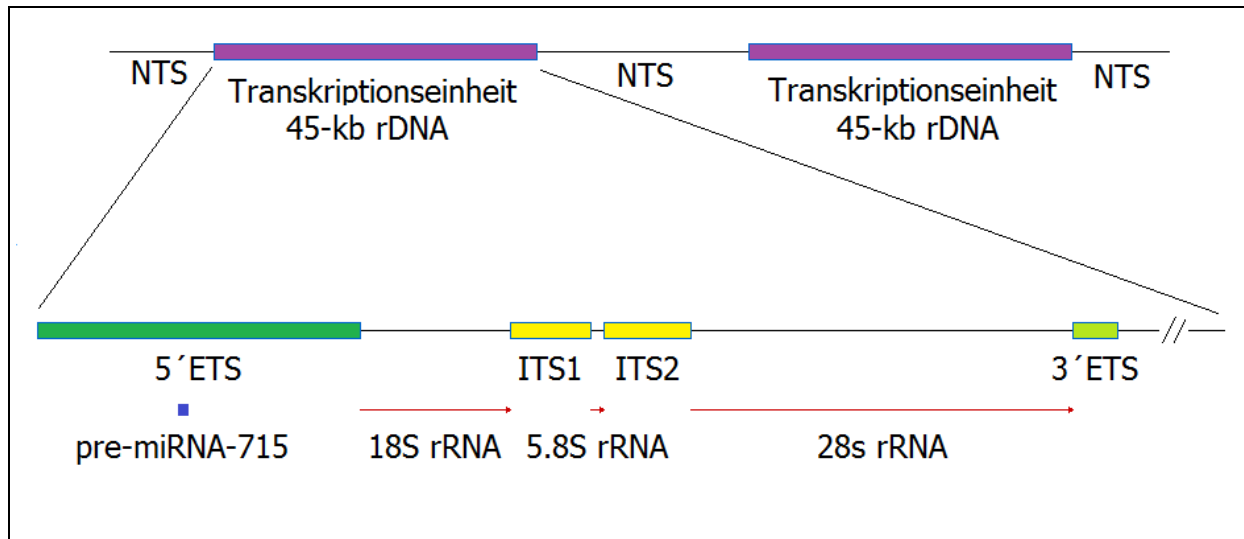 NTS
Transkriptionseinheit
45-kb rDNA
NTS
Transkriptionseinheit
45-kb rDNA
NTS
5´ETS
ITS1
ITS2
3´ETS
pre-miRNA-715
18S rRNA
5.8S rRNA
28s rRNA